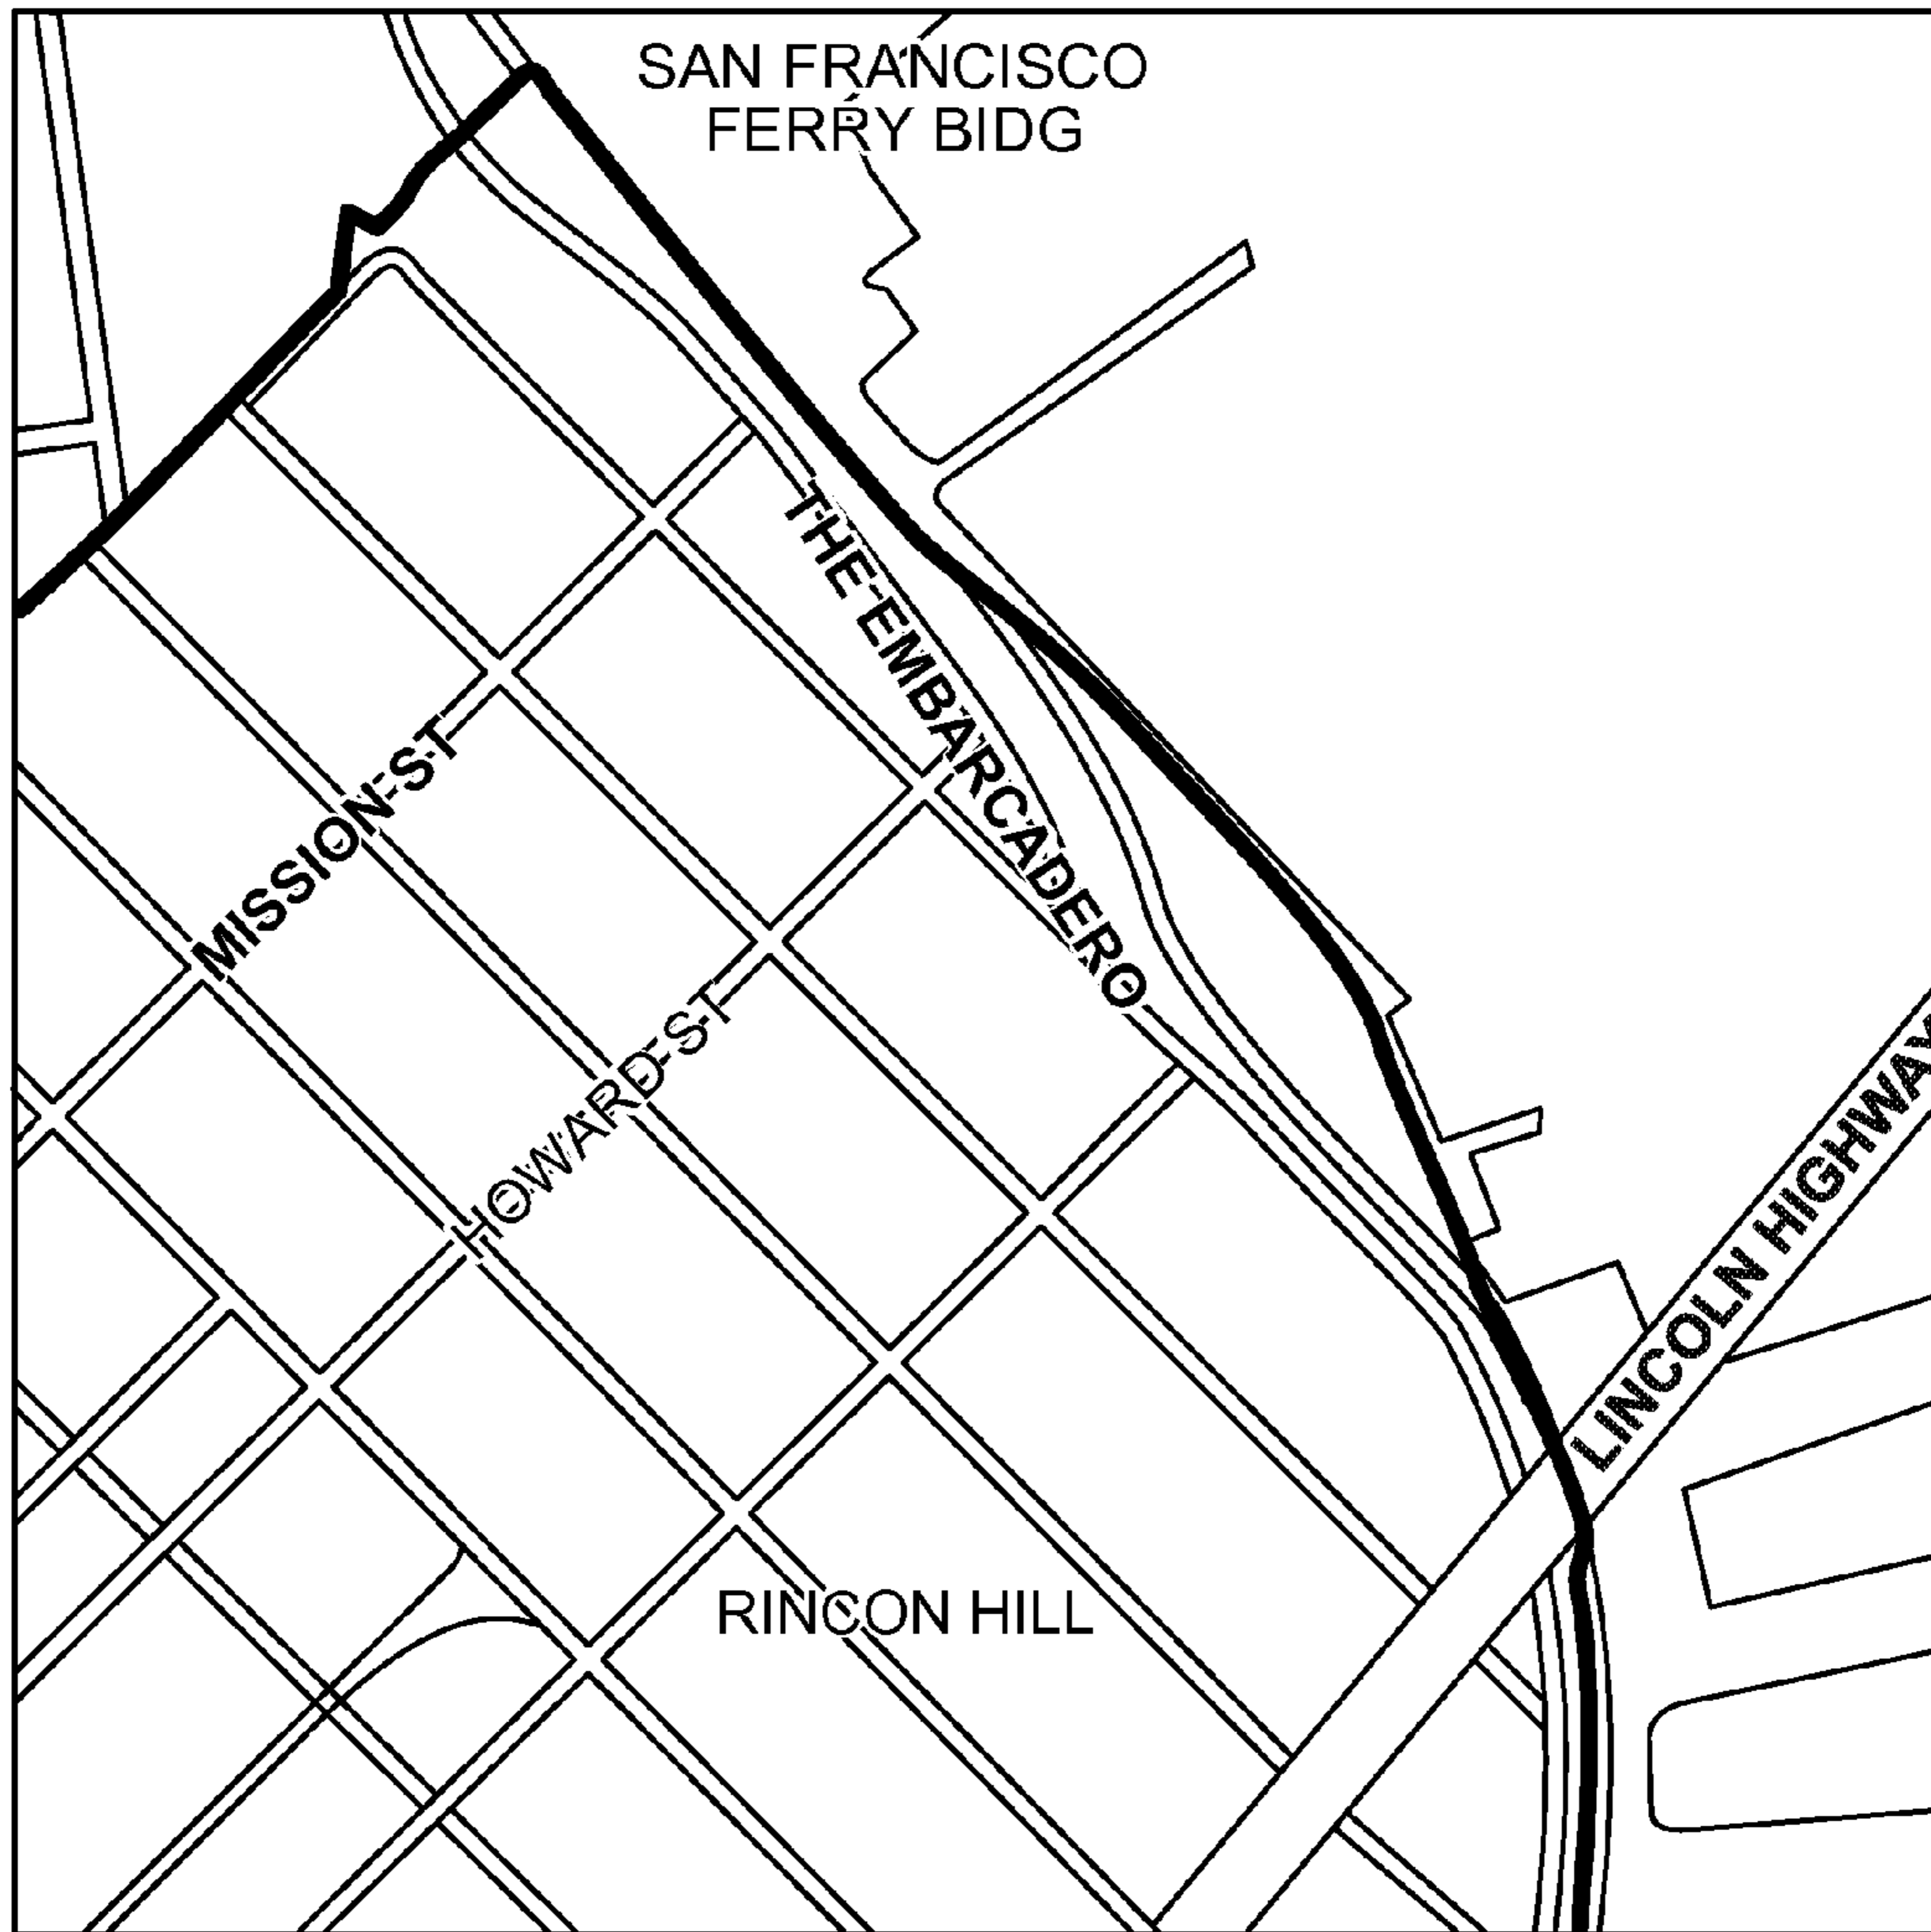 SAN FRANCISCO
FERRY BIDG
THE EMBARCADERO
MISSION ST
HOWARD ST
LINCOLN HIGHWAY
RINCON HILL